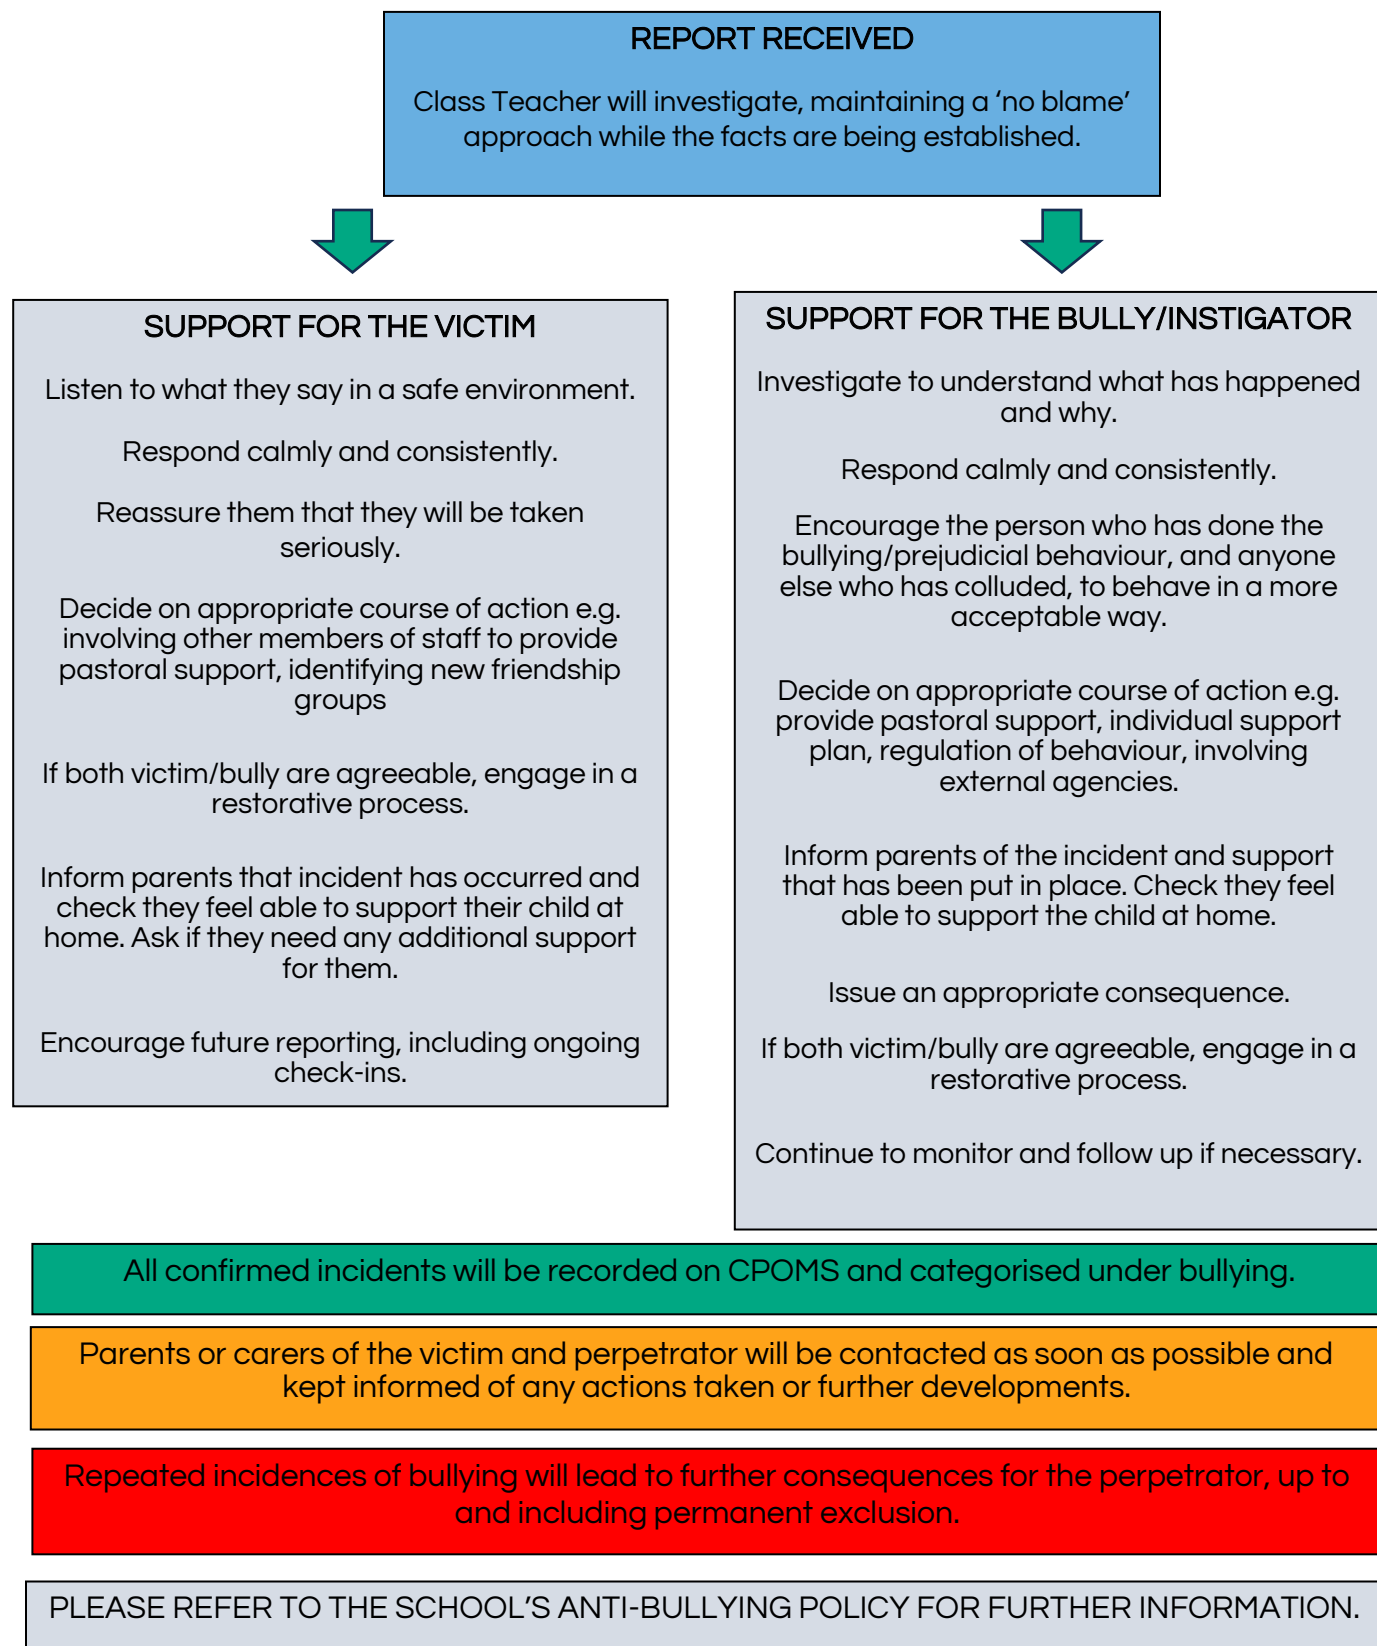 REPORT RECEIVED
Class Teacher will investigate, maintaining a ‘no blame’
approach while the facts are being established.
SUPPORT FOR THE VICTIM
Listen to what they say in a safe environment.
Respond calmly and consistently.
Reassure them that they will be taken
seriously.
Decide on appropriate course of action e.g.
involving other members of staff to provide
pastoral support, identifying new friendship
groups
If both victim/bully are agreeable, engage in a
restorative process.
Inform parents that incident has occurred and
check they feel able to support their child at
home. Ask if they need any additional support
for them.
Encourage future reporting, including ongoing
check-ins.
SUPPORT FOR THE BULLY/INSTIGATOR
Investigate to understand what has happened
and why.
Respond calmly and consistently.
Encourage the person who has done the
bullying/prejudicial behaviour, and anyone
else who has colluded, to behave in a more
acceptable way.
Decide on appropriate course of action e.g.
provide pastoral support, individual support
plan, regulation of behaviour, involving
external agencies.
Inform parents of the incident and support
that has been put in place. Check they feel
able to support the child at home.
Issue an appropriate consequence.
If both victim/bully are agreeable, engage in a
restorative process.
Continue to monitor and follow up if necessary.
All confirmed incidents will be recorded on CPOMS and categorised under bullying.
Parents or carers of the victim and perpetrator will be contacted as soon as possible and
kept informed of any actions taken or further developments.
Repeated incidences of bullying will lead to further consequences for the perpetrator, up to
and including permanent exclusion.
PLEASE REFER TO THE SCHOOL’S ANTI-BULLYING POLICY FOR FURTHER INFORMATION.